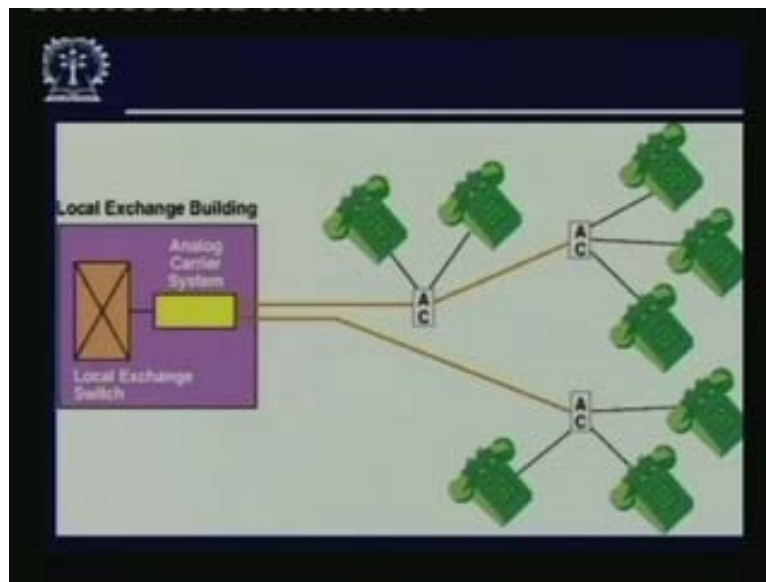 Local Exchange Building
Analog
Carrier
System
Local Exchange
Switch
A
C
A
C
A
C